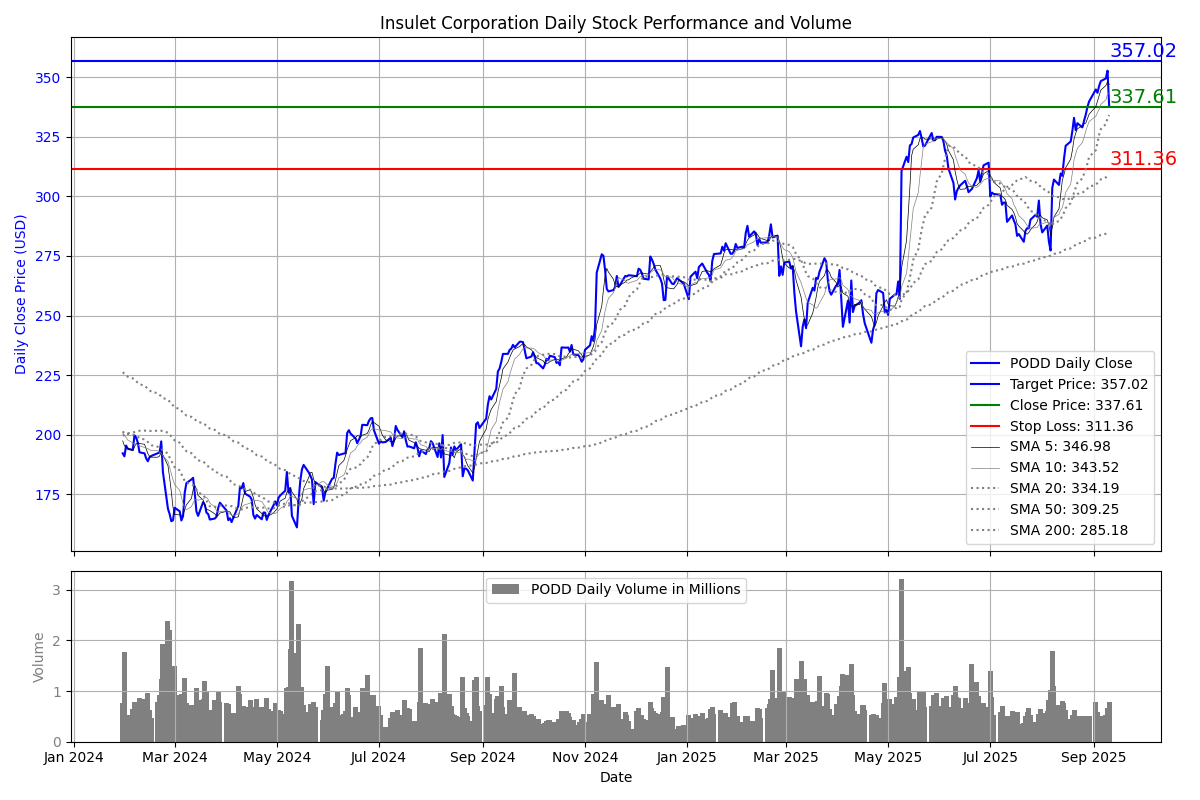 Insulet Corporation Daily Stock Performance and Volume
357.02
350
337.61
325
311.36
300
275
250
225
200
175
Daily Close Price (USD)
PODD Daily Close
Target Price: 357.02
Close Price: 337.61
Stop Loss: 311.36
SMA 5: 346.98
SMA 10: 343.52
SMA 20: 334.19
SMA 50: 309.25
SMA 200: 285.18
PODD Daily Volume in Millions
3
2
1
0
Volume
Jan 2024 Mar 2024 May 2024 Jul 2024 Sep 2024 Nov 2024 Jan 2025 Mar 2025 May 2025 Jul 2025 Sep 2025
Date